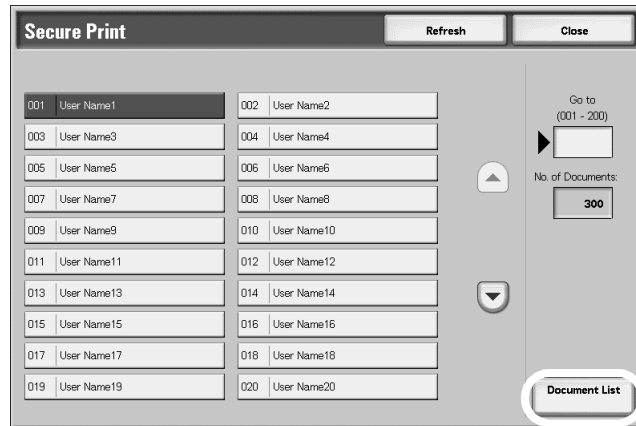 Secure Print Refresh Close
001 User Name1 002 User Name2
003 User Name3 004 User Name4
005 User Name5 006 User Name6
007 User Name7 008 User Name8
009 User Name9 010 User Name10
011 User Name11 012 User Name12
013 User Name13 014 User Name14
015 User Name15 016 User Name16
017 User Name17 018 User Name18
019 User Name19 020 User Name20
Go to
(001 - 200)
No. of Documents:
300
Document List